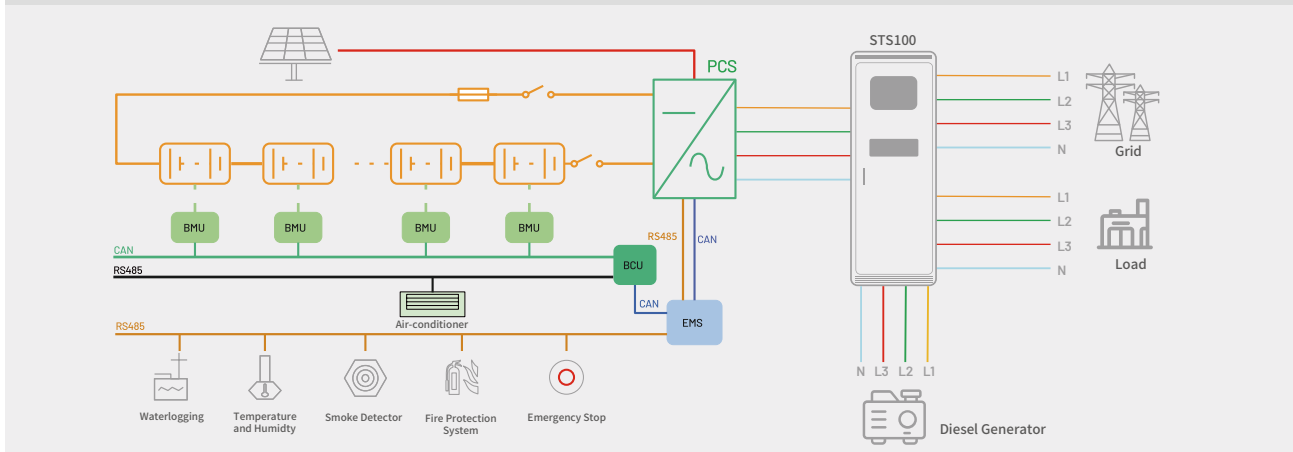 STS100
PCS
L1
L2
L3
N
Grid
BMU
BMU
BMU
BMU
L1
L2
L3
N
Load
CAN
RS485
RS485
CAN
BCU
CAN
EMS
Air-conditioner
RS485
N
L3
L2
L1
Waterlogging
Temperature
and Humidty
Smoke Detector
Fire Protection
System
Emergency Stop
Diesel Generator